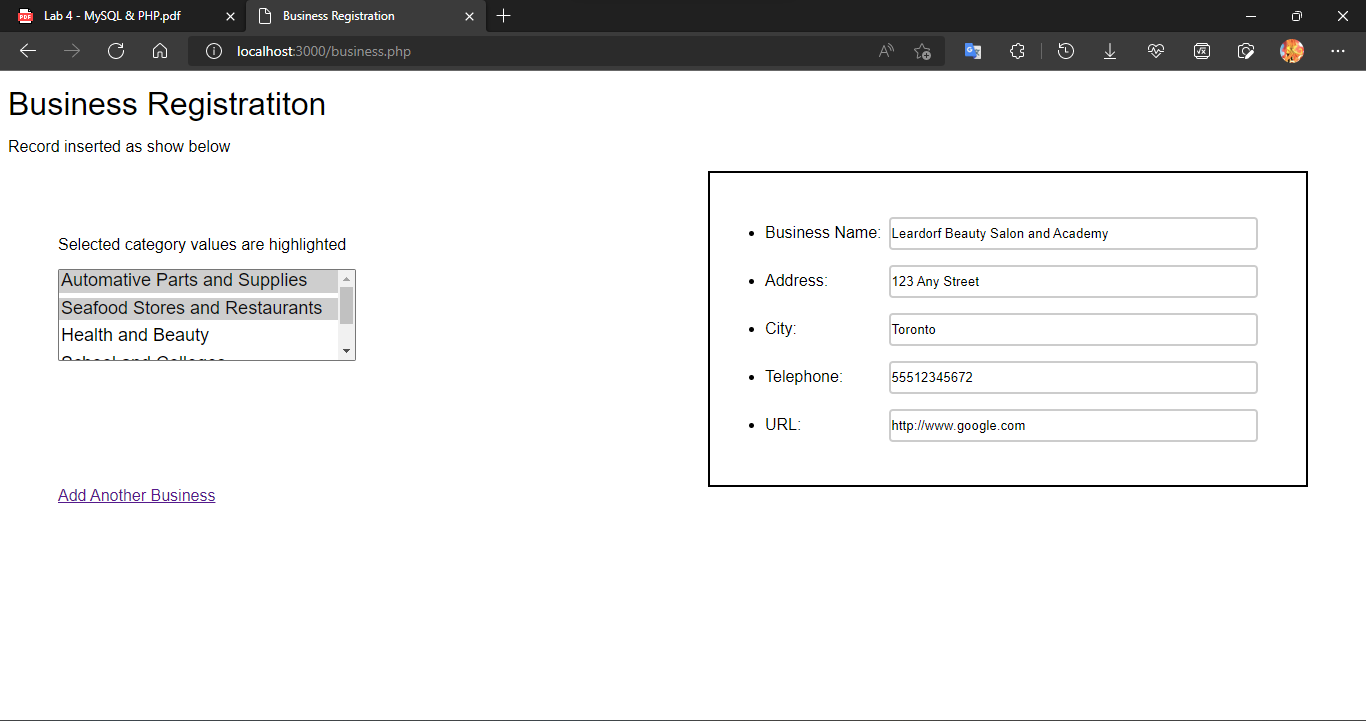 Lab 4 - MySQL & PHP.pdf
Business Registration
localhost:3000/business.php
Business Registratiton
Record inserted as show below
Selected category values are highlighted
Automative Parts and Supplies
Seafood Stores and Restaurants
Health and Beauty
School and Colleges
Add Another Business
Business Name: Leardorf Beauty Salon and Academy
Address: 123 Any Street
City: Toronto
Telephone: 55512345672
URL: http://www.google.com